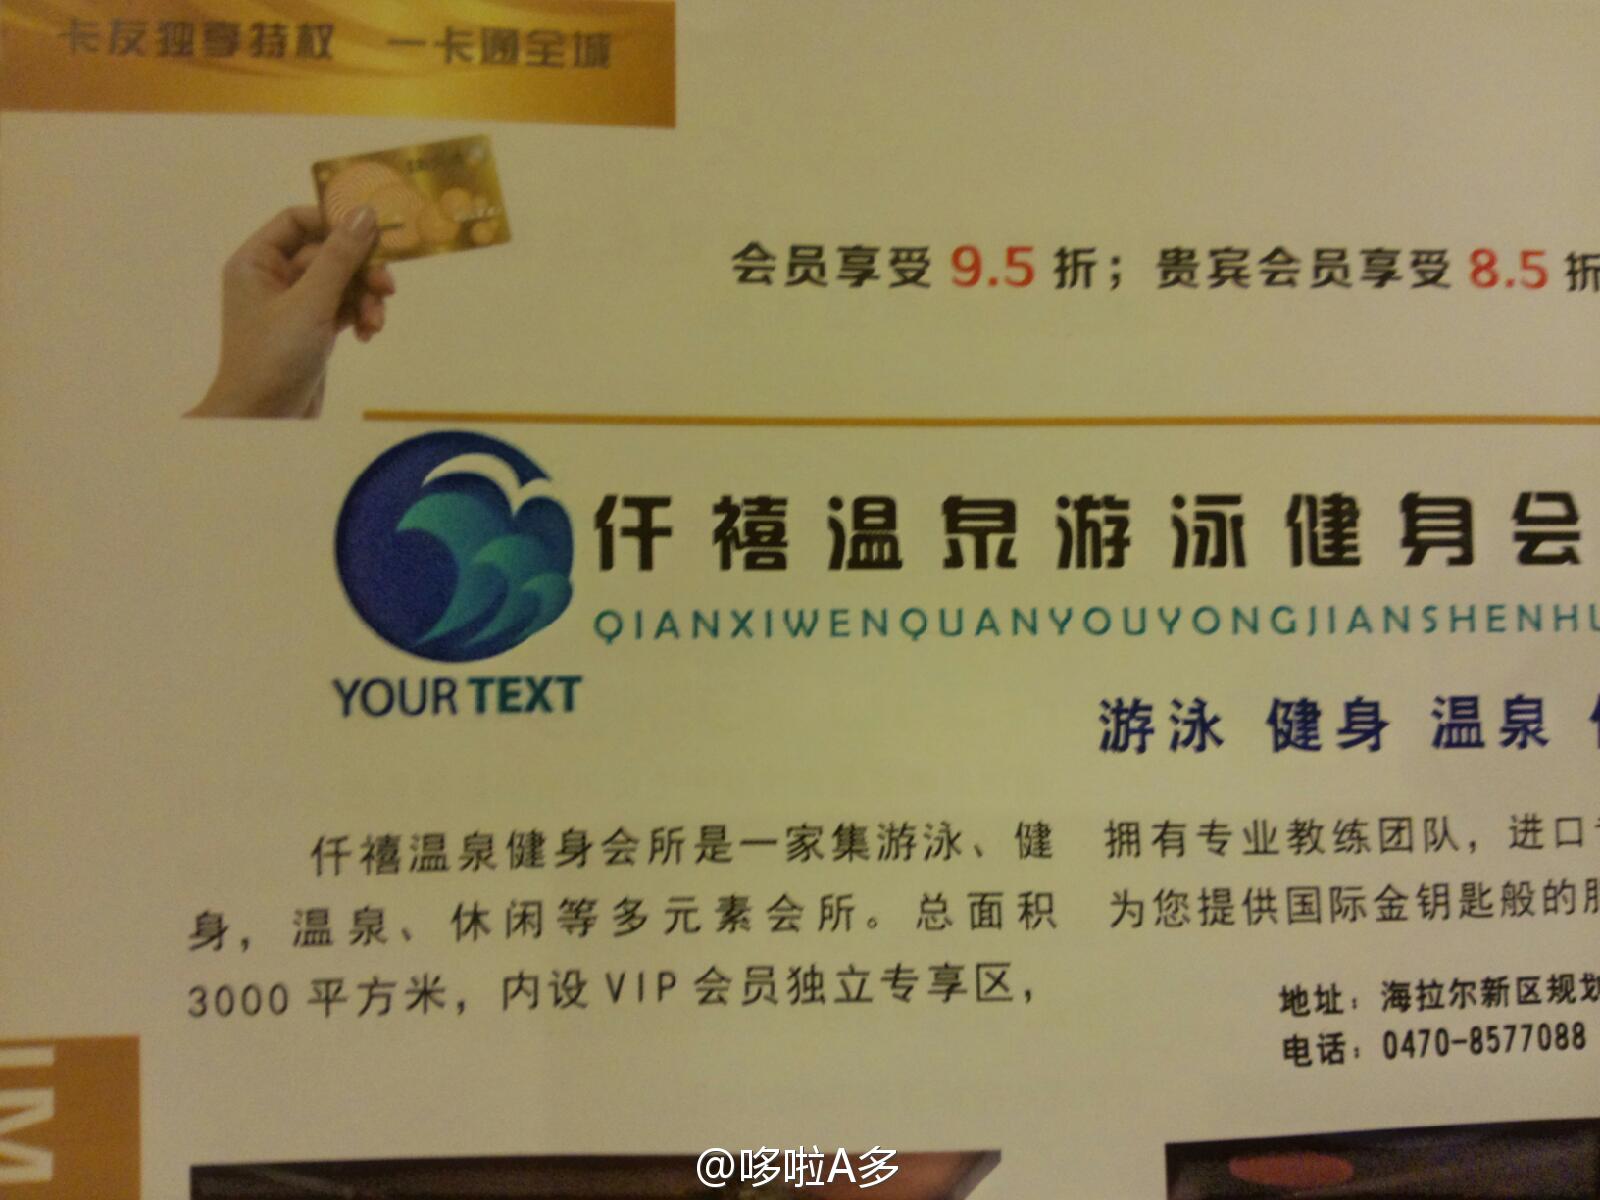 卡友独享特权 一卡通全城
会员享受 9.5 折；贵宾会员享受 8.5 折
仟禧温泉游泳健身会
QIANXIWENQUANYOUYONGJIANSHENHU
YOUR TEXT
游泳 健身 温泉
仟禧温泉健身会所是一家集游泳、健
身，温泉、休闲等多元素会所。总面积
3000 平方米，内设 VIP 会员独立专享区，
拥有专业教练团队，进口
为您提供国际金钥匙般的服
地址：海拉尔新区规划
电话：0470-8577088
@哆啦A多